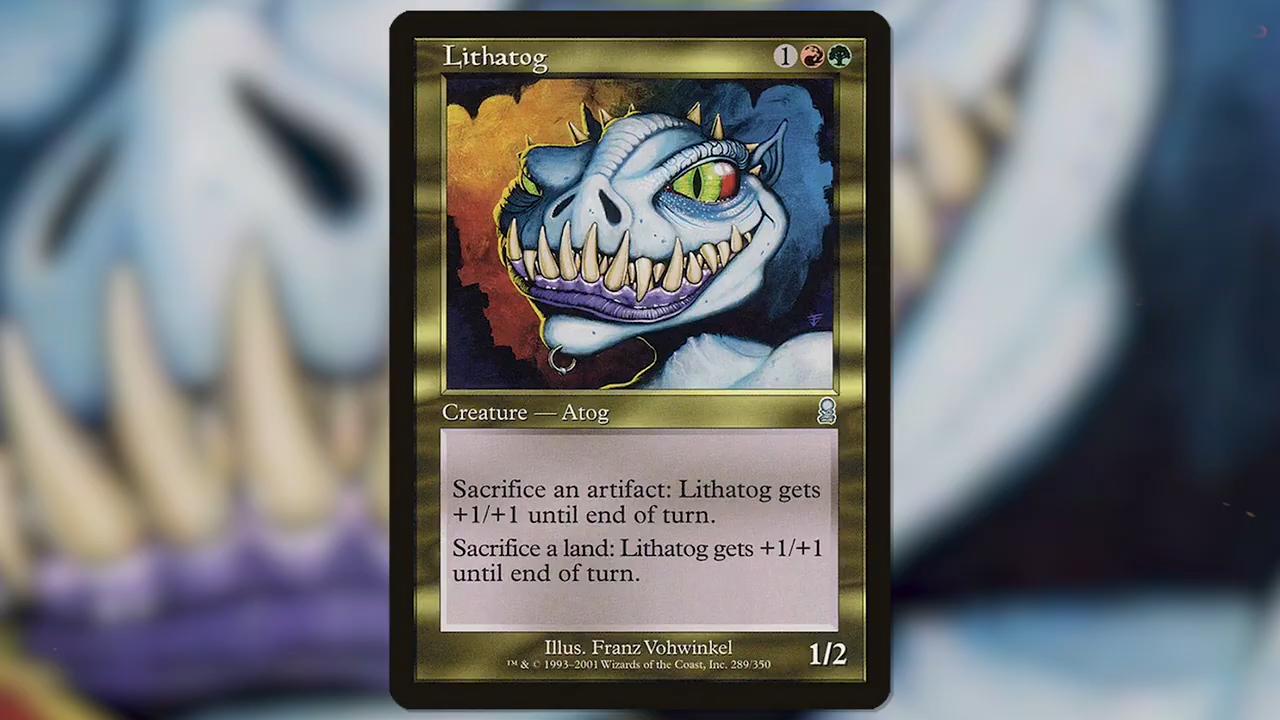 Lithatog 1
Creature — Atog
Sacrifice an artifact: Lithatog gets
+1/+1 until end of turn.
Sacrifice a land: Lithatog gets +1/+1
until end of turn.
Illus. Franz Vohwinkel
™ & © 1993–2001 Wizards of the Coast, Inc. 289/350
1/2